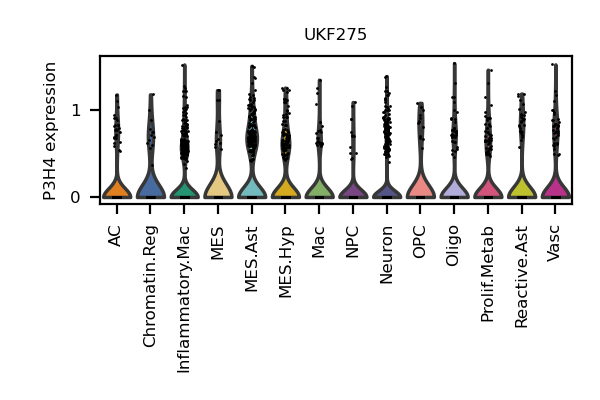 UKF275
P3H4 expression
1
0
AC
Chromatin.Reg
Inflammatory.Mac
MES
MES.Ast
MES.Hyp
Mac
NPC
Neuron
OPC
Oligo
Prolif.Metab
Reactive.Ast
Vasc